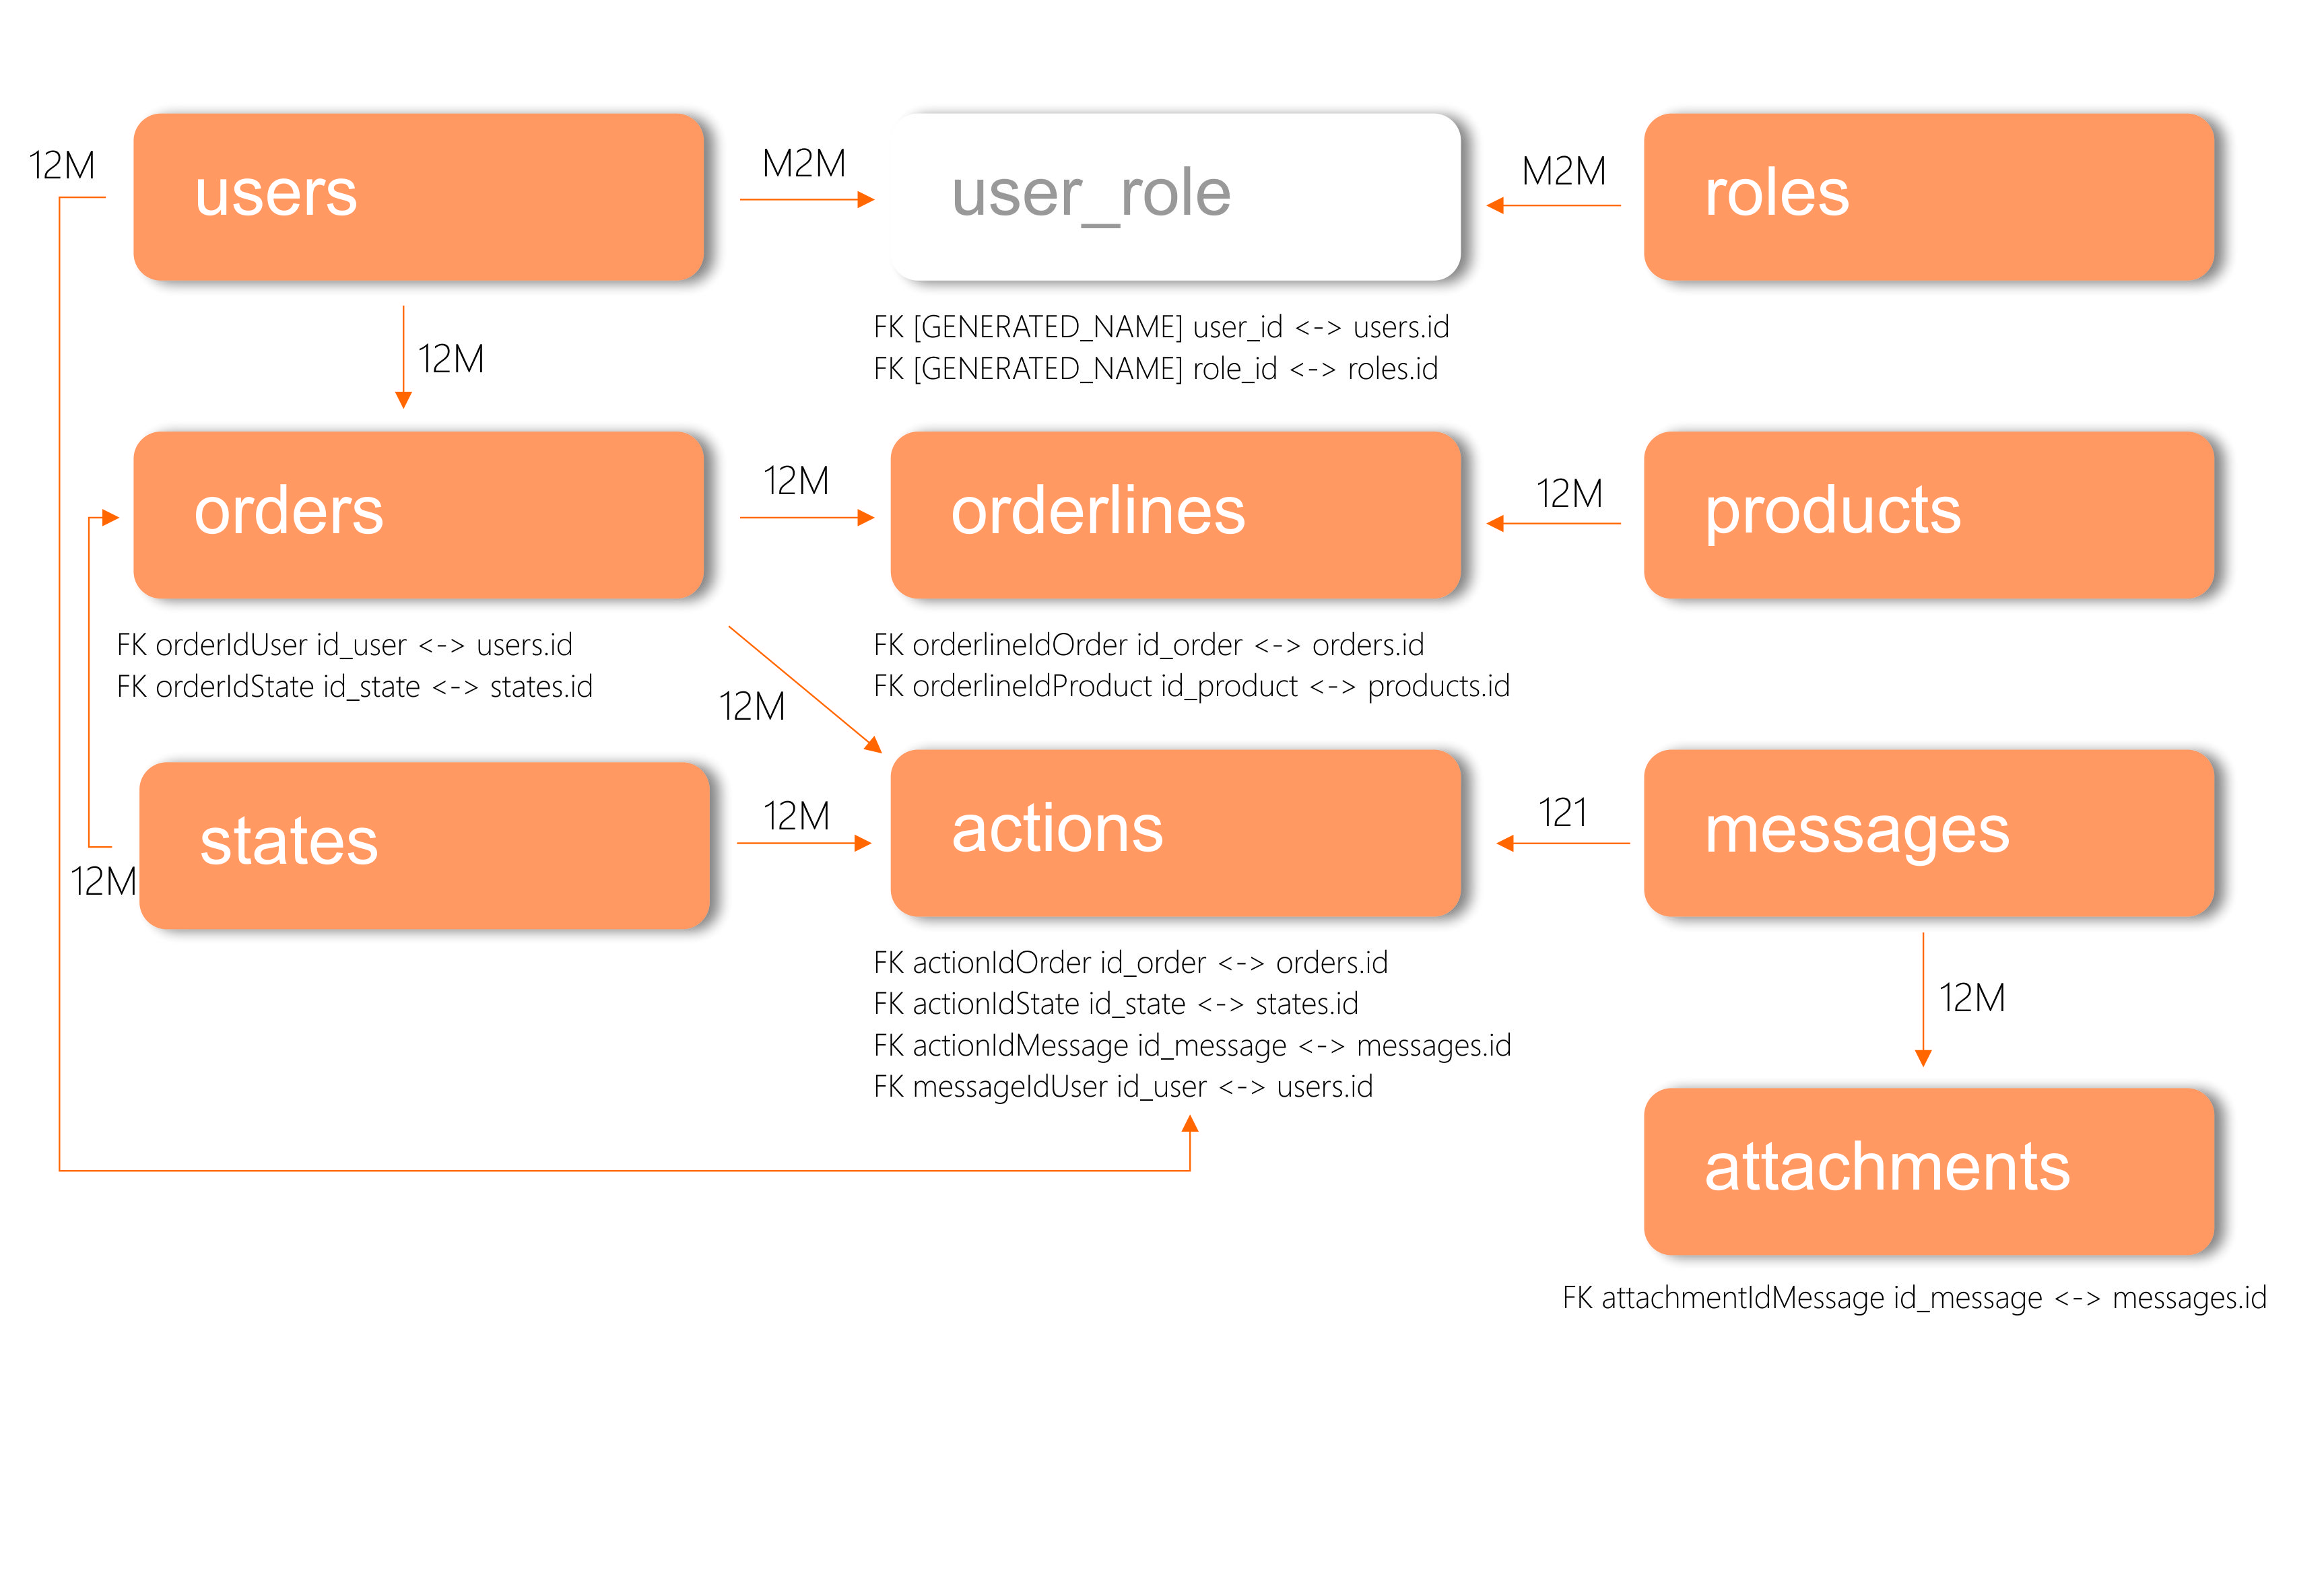 12M
users
M2M
user_role
M2M
roles
FK [GENERATED_NAME] user_id <-> users.id
FK [GENERATED_NAME] role_id <-> roles.id
12M
orders
12M
orderlines
12M
products
FK orderIdUser id_user <-> users.id
FK orderIdState id_state <-> states.id
FK orderlineIdOrder id_order <-> orders.id
FK orderlineIdProduct id_product <-> products.id
12M
states
12M
12M
actions
121
messages
FK actionIdOrder id_order <-> orders.id
FK actionIdState id_state <-> states.id
FK actionIdMessage id_message <-> messages.id
FK messageIdUser id_user <-> users.id
12M
attachments
FK attachmentIdMessage id_message <-> messages.id